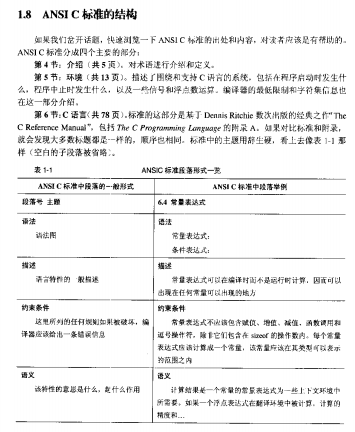 1.8 ANSI C 标准的结构
如果我们岔开话题，快速浏览一下 ANSI C 标准的出处和内容，对读者应该是有帮助的。
ANSI C 标准分成四个主要的部分：
第 4 节：介绍（共 5 页）。对术语进行介绍和定义。
第 5 节：环境（共 13 页）。描述了围绕和支持 C 语言的系统，包括在程序启动时发生什
么，程序中止时发生什么，以及一些信号和浮点数运算。编译器的最低限制和字符集信息也
在这一部分介绍。
第 6 节：C 语言（共 78 页）。标准的这部分是基于 Dennis Ritchie 数次出版的经典之作“The
C Reference Manual”，包括 The C Programming Language 的附录 A。如果对比标准和附录，
就会发现大多数标题都是一样的，顺序也相同。标准中的主题用辞生硬，看上去像表 1-1 那
样（空白的子段落被省略）。
表 1-1 ANSIC 标准段落形式一览
ANSI C 标准中段落的一般形式 ANSI C 标准中段落举例
段落号 主题 6.4 常量表达式
语法 语法
语法图 常量表达式：
条件表达式：
描述 描述
语言特性的一般描述 常量表达式可以在编译时而不是运行时计算，因而可以
出现在任何常量可以出现的地方
约束条件 约束条件
这里所列的任何规则如果被破坏，编 常量表达式不应该包含赋值、增值、减值、函数调用和
译器应该给出一条错误信息 逗号操作符，除非它们包含在 sizeof 的操作数内。每个常量
表达式应该计算成一个常量，该常量应该在其类型可以表示
的范围之内
语义 语义
该特性的意思是什么，起什么作用 计算结果是一个常量的常量表达式为一些上下文环境中
所需要。如果一个浮点表达式在翻译环境中被计算，计算的
精度和...